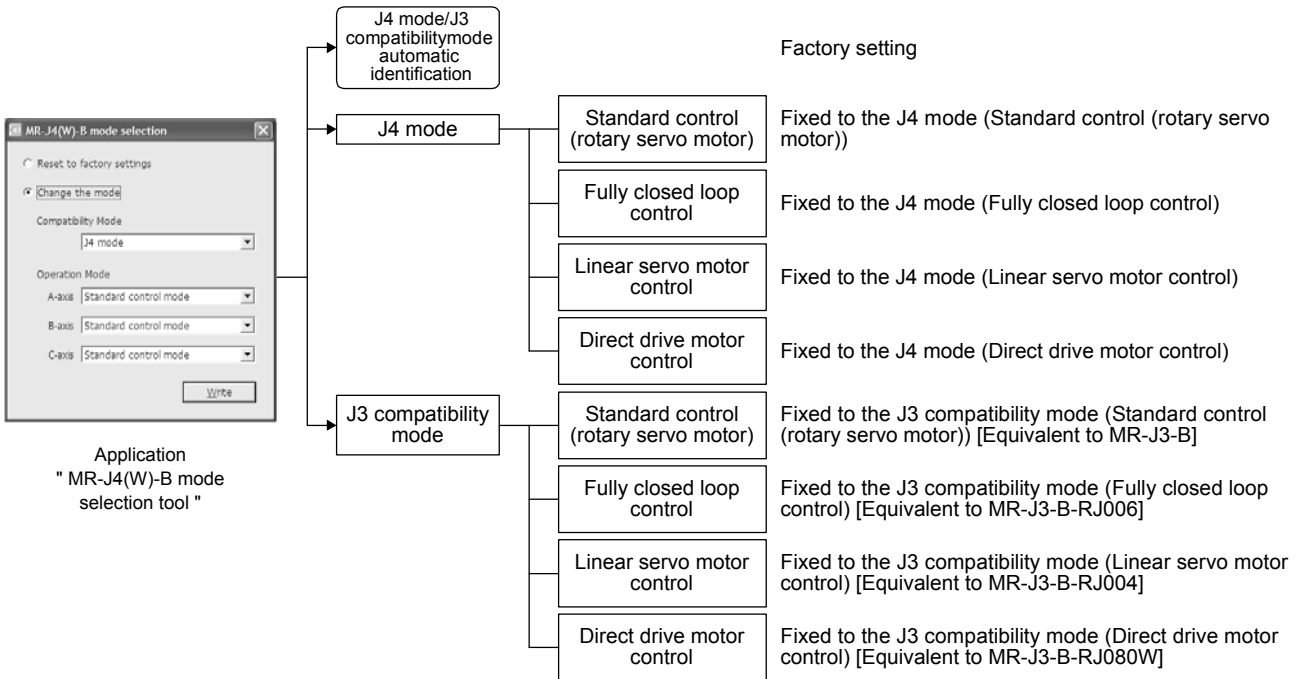 J4 mode/J3
compatibilitymode
automatic
identification
Factory setting
MR-J4(W)-B mode selection
Reset to factory settings
Change the mode
Compatibility Mode
J4 mode
Operation Mode
A-axis Standard control mode
B-axis Standard control mode
C-axis Standard control mode
Write
Application
" MR-J4(W)-B mode
selection tool "
J4 mode
Standard control
(rotary servo motor)
Fixed to the J4 mode (Standard control (rotary servo
motor))
Fully closed loop
control
Fixed to the J4 mode (Fully closed loop control)
Linear servo motor
control
Fixed to the J4 mode (Linear servo motor control)
Direct drive motor
control
Fixed to the J4 mode (Direct drive motor control)
J3 compatibility
mode
Standard control
(rotary servo motor)
Fixed to the J3 compatibility mode (Standard control
(rotary servo motor)) [Equivalent to MR-J3-B]
Fully closed loop
control
Fixed to the J3 compatibility mode (Fully closed loop
control) [Equivalent to MR-J3-B-RJ006]
Linear servo motor
control
Fixed to the J3 compatibility mode (Linear servo motor
control) [Equivalent to MR-J3-B-RJ004]
Direct drive motor
control
Fixed to the J3 compatibility mode (Direct drive motor
control) [Equivalent to MR-J3-B-RJ080W]